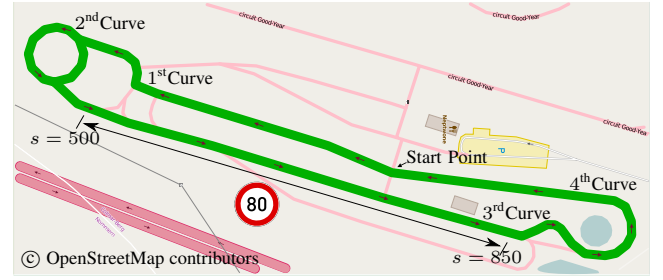 circuit Good-Year
circuit Good-Year
2ndCurve
1stCurve
circuit Good-Year
circuit Good-Yea
P
s = 500
Start Point
4thCurve
80
3rdCurve
s = 850
© OpenStreetMap contributors